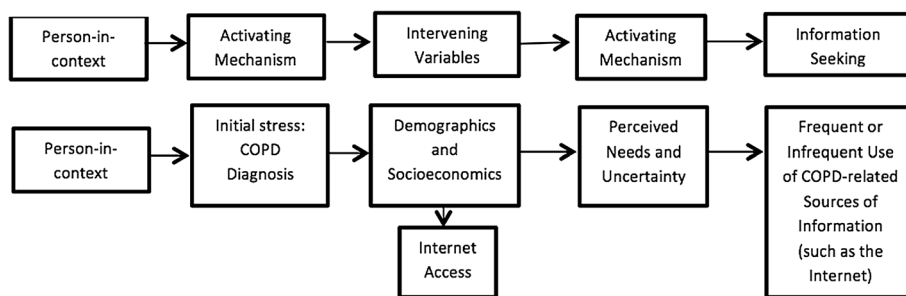 Person-in-
context
Activating
Mechanism
Intervening
Variables
Activating
Mechanism
Information
Seeking
Person-in-
context
Initial stress:
COPD
Diagnosis
Demographics
and
Socioeconomics
Perceived
Needs and
Uncertainty
Frequent or
Infrequent Use
of COPD-related
Sources of
Information
(such as the
Internet)
Internet
Access